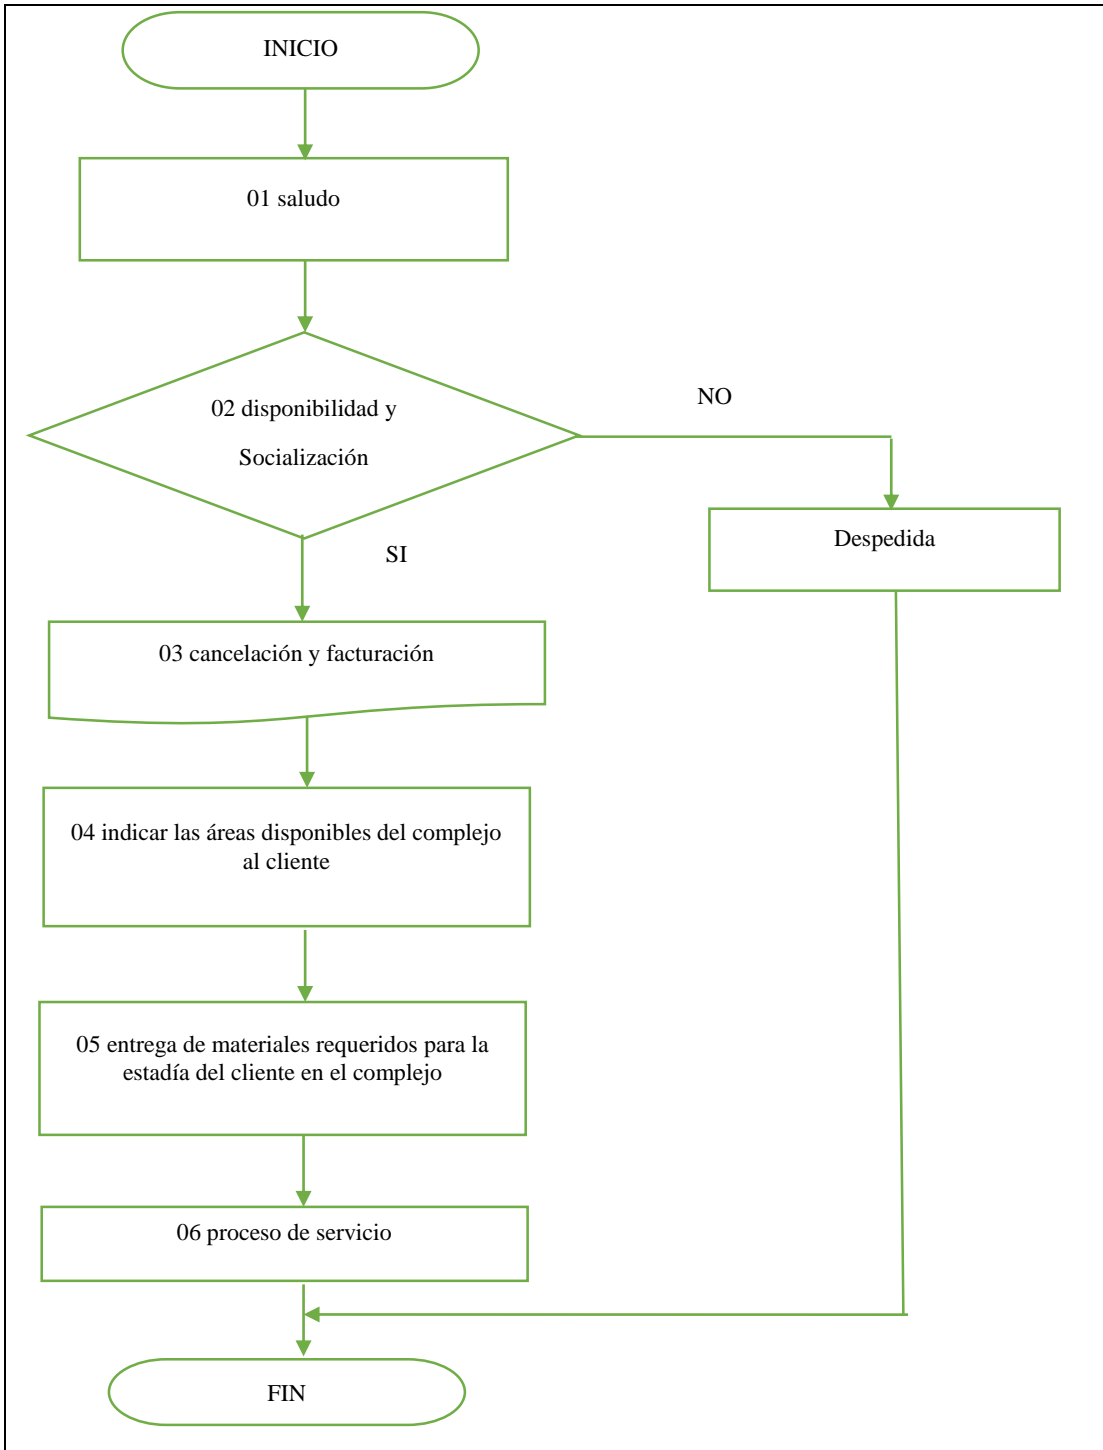 INICIO
01 saludo
02 disponibilidad y
Socialización
NO
SI
Despedida
03 cancelación y facturación
04 indicar las áreas disponibles del complejo
al cliente
05 entrega de materiales requeridos para la
estadía del cliente en el complejo
06 proceso de servicio
FIN